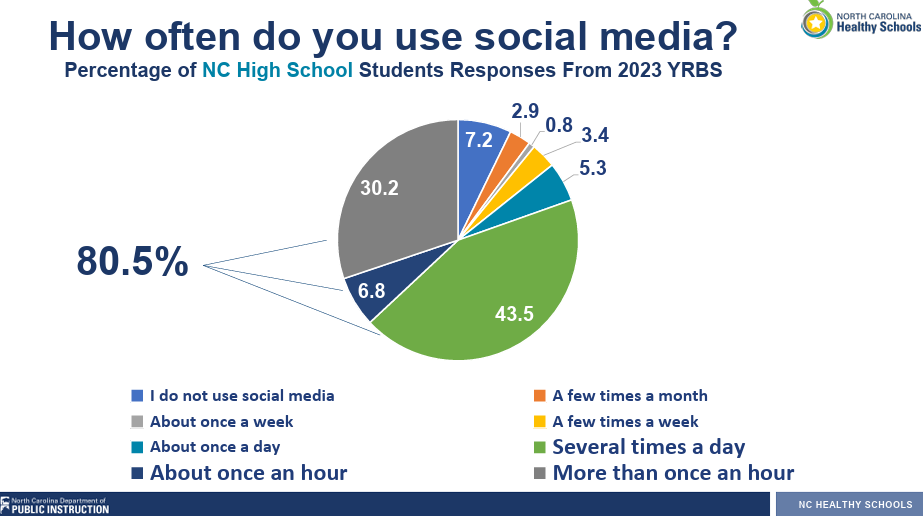 How often do you use social media?
NORTH CAROLINA
Healthy Schools
Percentage of NC High School Students Responses From 2023 YRBS
7.2
2.9
0.8
3.4
5.3
30.2
80.5%
6.8
43.5
I do not use social media
A few times a month
About once a week
A few times a week
About once a day
Several times a day
About once an hour
More than once an hour
North Carolina Department of
PUBLIC INSTRUCTION
NC HEALTHY SCHOOLS